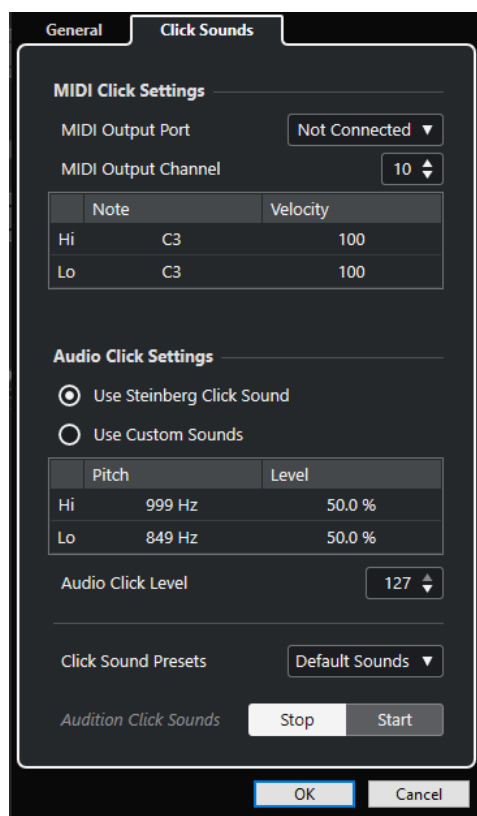 General Click Sounds
MIDI Click Settings
MIDI Output Port Not Connected
MIDI Output Channel 10
Note Velocity
Hi C3 100
Lo C3 100
Audio Click Settings
Use Steinberg Click Sound
Use Custom Sounds
Pitch Level
Hi 999 Hz 50.0 %
Lo 849 Hz 50.0 %
Audio Click Level 127
Click Sound Presets Default Sounds
Audition Click Sounds Stop Start
OK Cancel